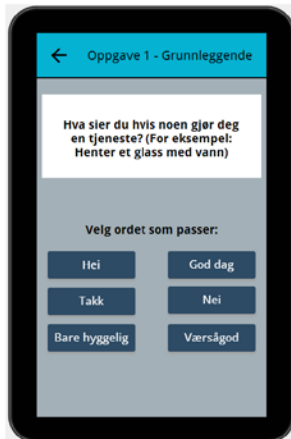 Oppgave 1 - Grunnleggende
Hva sier du hvis noen gjør deg
en tjeneste? (For eksempel:
Henter et glass med vann)
Velg ordet som passer:
Hei
God dag
Takk
Nei
Bare hyggelig
Værsågod